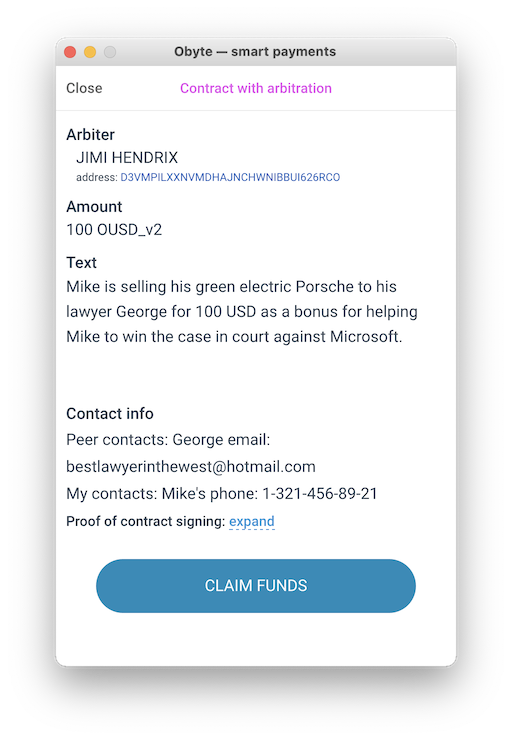 Obyte — smart payments
Close
Contract with arbitration
Arbiter
JIMI HENDRIX
address: D3VMPILXXNVMDHAJNCHWNIBBUI626RCO
Amount
100 OUSD_v2
Text
Mike is selling his green electric Porsche to his
lawyer George for 100 USD as a bonus for helping
Mike to win the case in court against Microsoft.
Contact info
Peer contacts: George email:
bestlawyerinthewest@hotmail.com
My contacts: Mike's phone: 1-321-456-89-21
Proof of contract signing: expand
CLAIM FUNDS